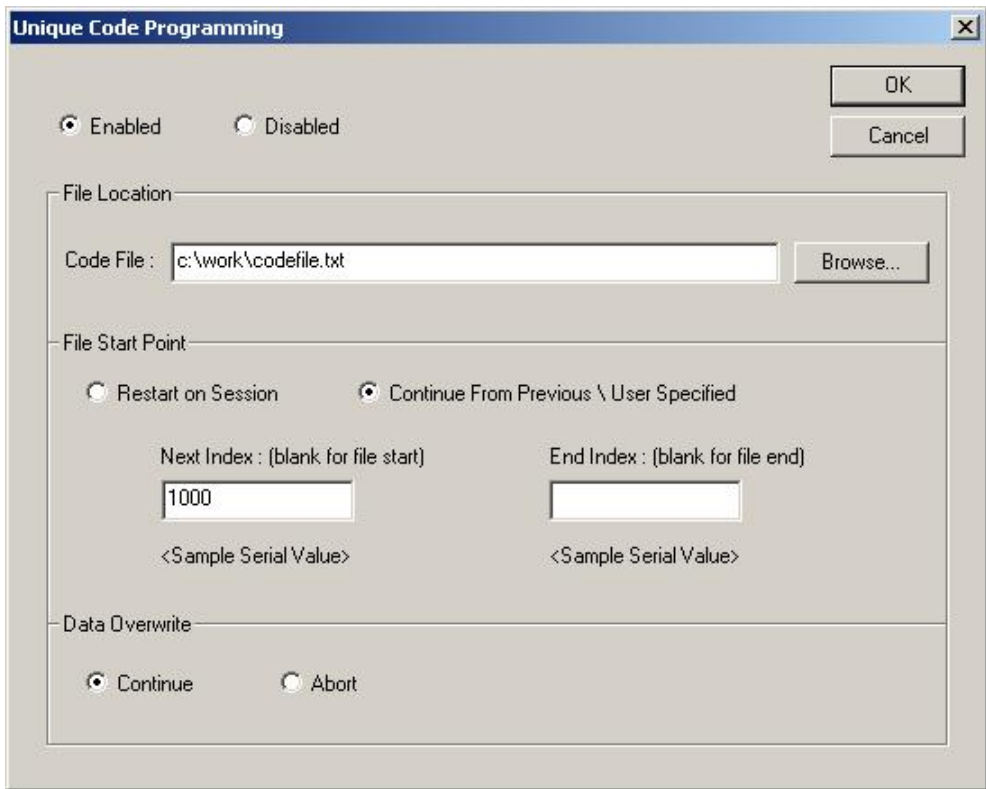 Unique Code Programming
OK
Enabled Disabled
Cancel
File Location
Code File : c:\work\codefile.txt Browse...
File Start Point
Restart on Session Continue From Previous \ User Specified
Next Index : (blank for file start) End Index : (blank for file end)
1000
<Sample Serial Value> <Sample Serial Value>
Data Overwrite
Continue Abort